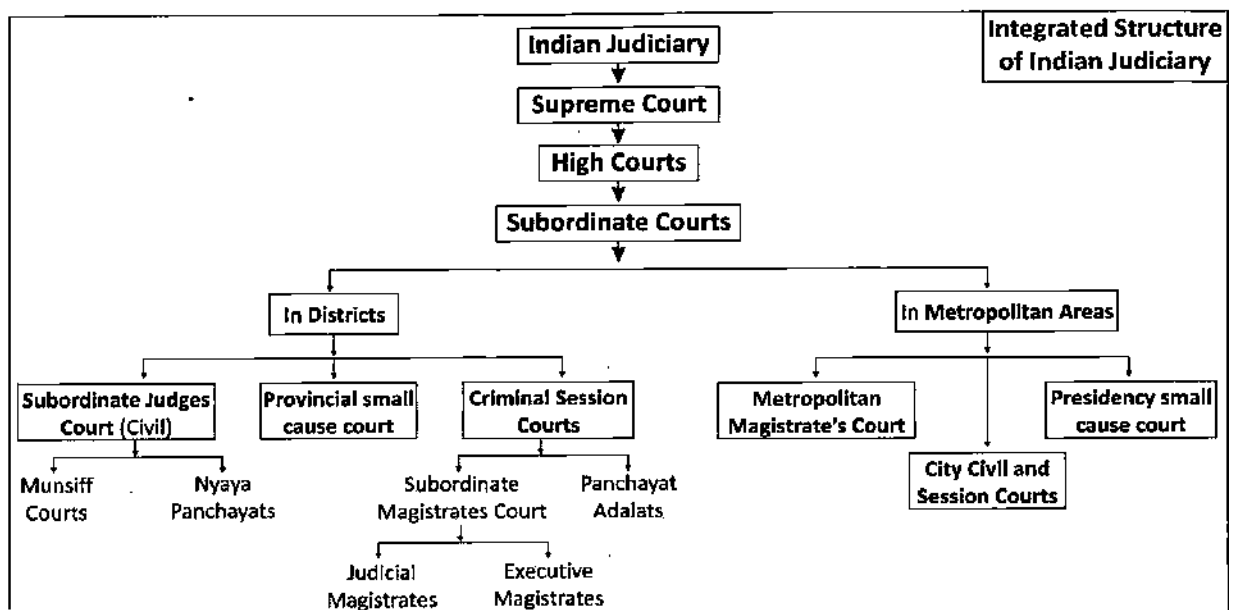 Integrated Structure
of Indian Judiciary
Indian Judiciary
Supreme Court
High Courts
Subordinate Courts
In Districts
In Metropolitan Areas
Subordinate Judges
Court (Civil)
Provincial small
cause court
Criminal Session
Courts
Metropolitan
Magistrate's Court
Presidency small
cause court
City Civil and
Session Courts
Munsiff
Courts
Nyaya
Panchayats
Subordinate
Magistrates Court
Panchayat
Adalats
Judicial
Magistrates
Executive
Magistrates